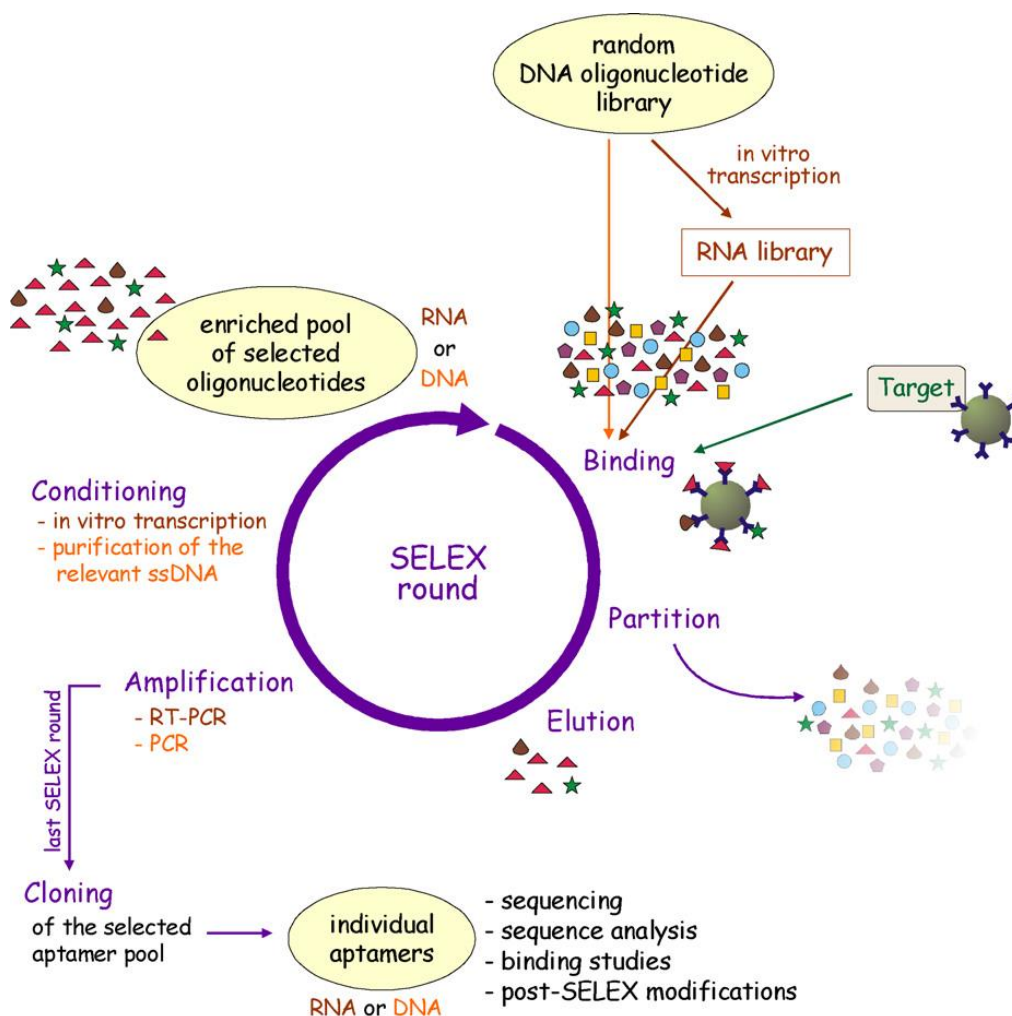 random
DNA oligonucleotide
library
in vitro
transcription
RNA library
enriched pool
of selected
oligonucleotides
RNA
or
DNA
Target
Binding
Conditioning
- in vitro transcription
- purification of the
relevant ssDNA
SELEX
round
Partition
Amplification
- RT-PCR
- PCR
Elution
last SELEX round
Cloning
of the selected
aptamer pool
individual
aptamers
RNA or DNA
- sequencing
- sequence analysis
- binding studies
- post-SELEX modifications